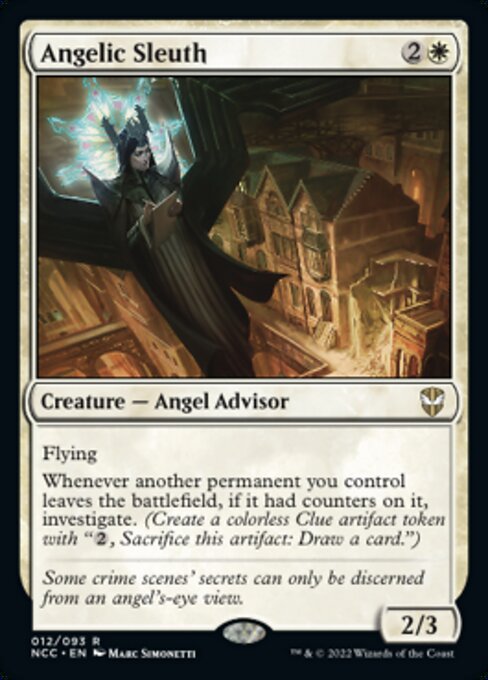 Angelic Sleuth 2
Creature — Angel Advisor
Flying
Whenever another permanent you control
leaves the battlefield, if it had counters on it,
investigate. (Create a colorless Clue artifact token
with “2, Sacrifice this artifact: Draw a card.”)
Some crime scenes’ secrets can only be discerned
from an angel’s-eye view.
2/3
012/093 R
NCC • EN Marc Simonetti
™ & © 2022 Wizards of the Coast